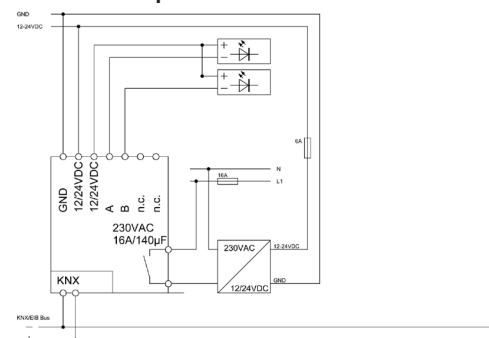 GND
12-24VDC
+
−
+
−
6A
N
16A
L1
GND
12/24VDC
12/24VDC
A
B
n.c.
n.c.
230VAC
16A/140µF
230VAC
12-24VDC
KNX
GND
12/24VDC
KNX/EIB Bus